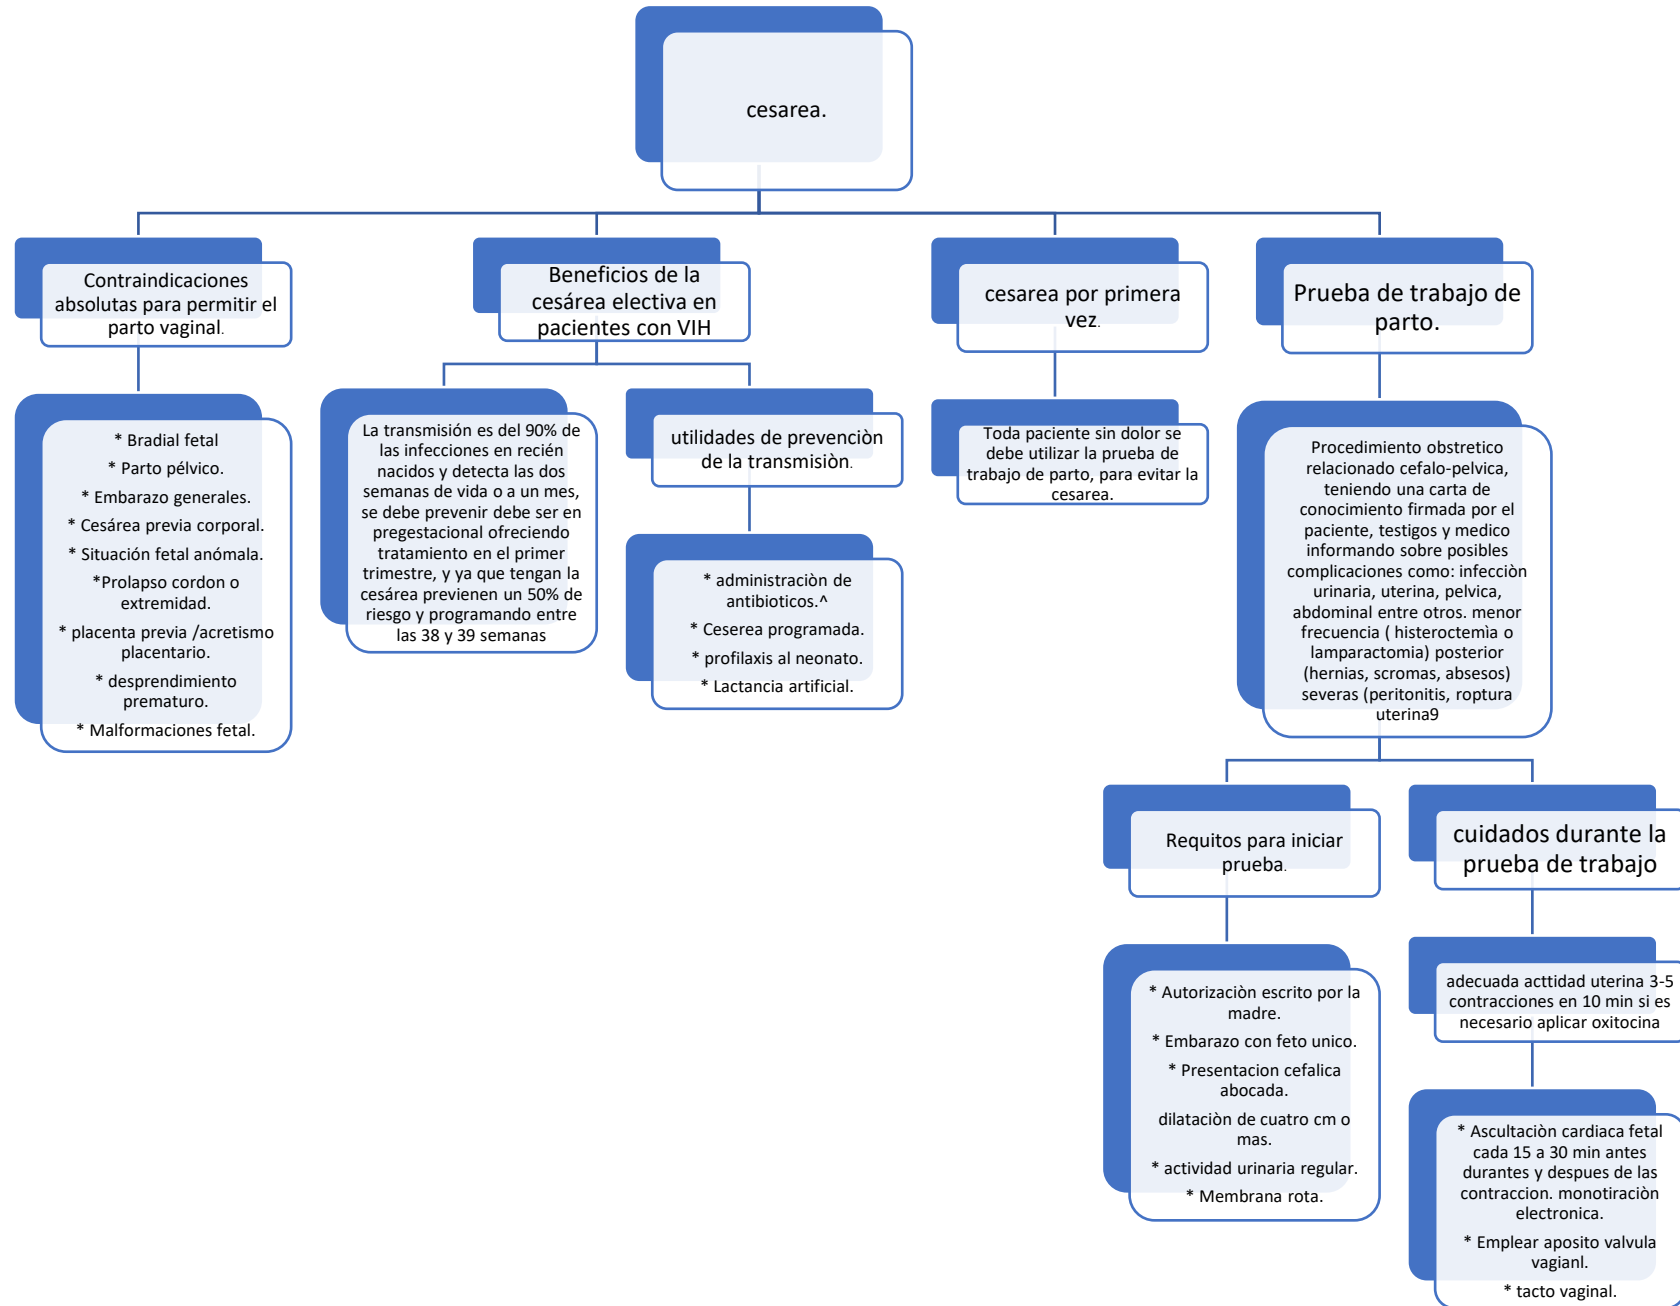 cesarea.
Contraindicaciones
absolutas para permitir el
parto vaginal.
* Bradial fetal
* Parto pélvico.
* Embarazo generales.
* Cesárea previa corporal.
* Situación fetal anómala.
*Prolapso cordon o
extremidad.
* placenta previa /acretismo
placentario.
* desprendimiento
prematuro.
* Malformaciones fetal.
Beneficios de la
cesárea electiva en
pacientes con VIH
La transmisión es del 90% de
las infecciones en recién
nacidos y detecta las dos
semanas de vida o a un mes,
se debe prevenir debe ser en
pregestacional ofreciendo
tratamiento en el primer
trimestre, y ya que tengan la
cesárea previenen un 50% de
riesgo y programando entre
las 38 y 39 semanas
utilidades de prevenciòn
de la transmisiòn.
* administraciòn de
antibioticos.^
* Ceserea programada.
* profilaxis al neonato.
* Lactancia artificial.
cesarea por primera
vez.
Toda paciente sin dolor se
debe utilizar la prueba de
trabajo de parto, para evitar la
cesarea.
Prueba de trabajo de
parto.
Procedimiento obstretico
relacionado cefalo-pelvica,
teniendo una carta de
conocimiento firmada por el
paciente, testigos y medico
informando sobre posibles
complicaciones como: infecciòn
urinaria, uterina, pelvica,
abdominal entre otros. menor
frecuencia ( histeroctemìa o
lamparactomia) posterior
(hernias, scromas, absesos)
severas (peritonitis, roptura
uterina9
Requitos para iniciar
prueba.
* Autorizaciòn escrito por la
madre.
* Embarazo con feto unico.
* Presentacion cefalica
abocada.
dilataciòn de cuatro cm o
mas.
* actividad urinaria regular.
* Membrana rota.
cuidados durante la
prueba de trabajo
adecuada acttidad uterina 3-5
contracciones en 10 min si es
necesario aplicar oxitocina
* Ascultaciòn cardiaca fetal
cada 15 a 30 min antes
durantes y despues de las
contraccion. monotiraciòn
electronica.
* Emplear aposito valvula
vagianl.
* tacto vaginal.